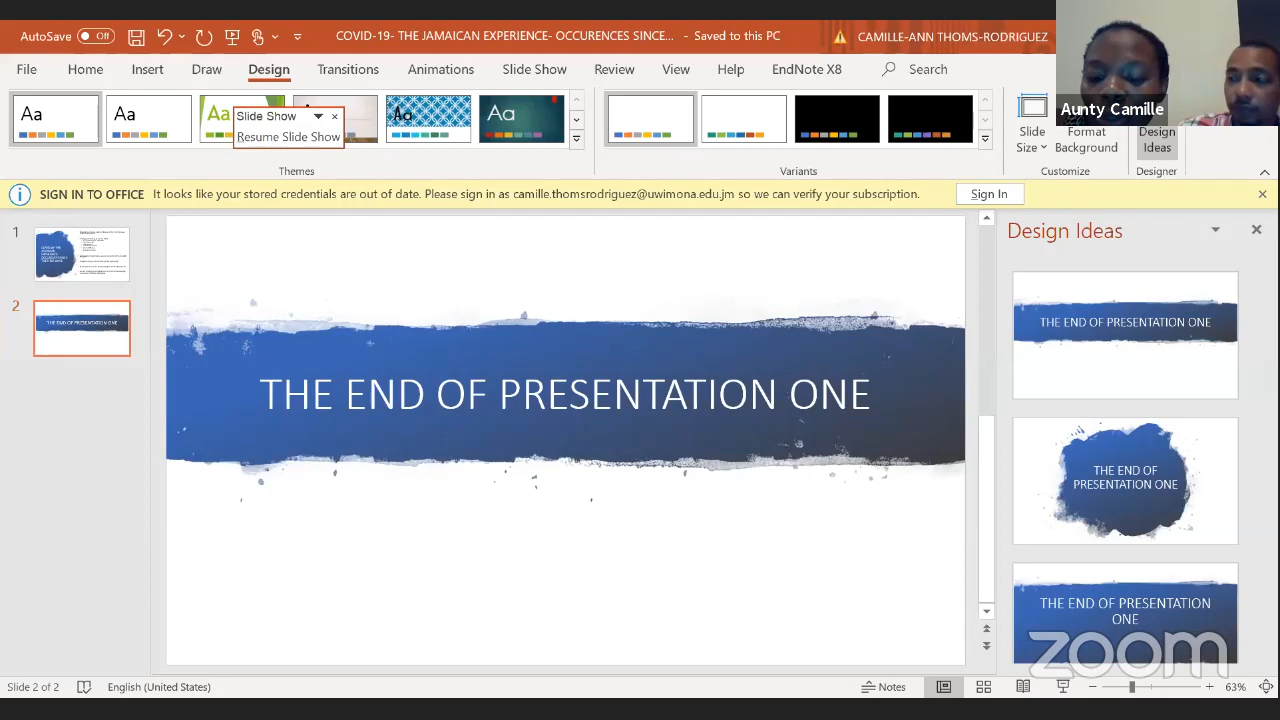 AutoSave Off
COVID-19- THE JAMAICAN EXPERIENCE- OCCURENCES SINCE... - Saved to this PC
CAMILLE-ANN THOMS-RODRIGUEZ
File Home Insert Draw Design Transitions Animations Slide Show Review View Help EndNote X8 Search
Aunty Camille
Aa Aa Aa Aa Aa
Slide Show
Resume Slide Show
Slide Size
Format Background
Design Ideas
Themes
Variants
Customize
Designer
SIGN IN TO OFFICE It looks like your stored credentials are out of date. Please sign in as camille.thomsrodriguez@uwimona.edu.jm so we can verify your subscription. Sign In
1
2
THE END OF PRESENTATION ONE
THE END OF PRESENTATION ONE
Design Ideas
THE END OF PRESENTATION ONE
THE END OF
PRESENTATION ONE
THE END OF PRESENTATION
ONE
zoom
Slide 2 of 2 English (United States) Notes 63%